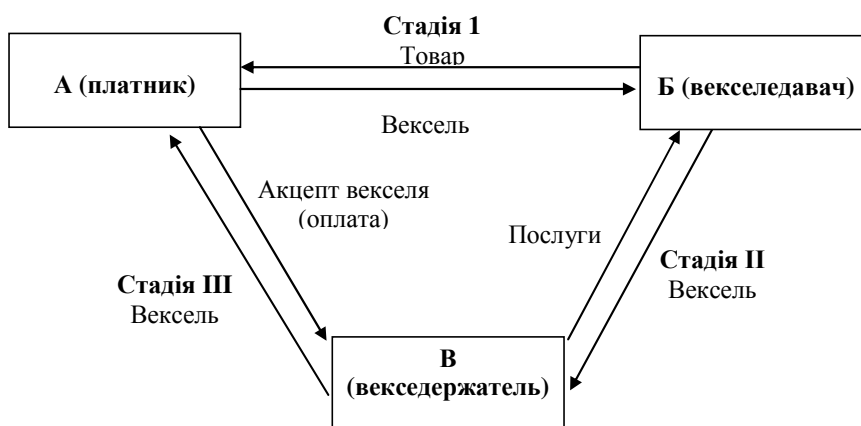 Стадія 1
Товар
А (платник)
Б (векселедавач)
Вексель
Акцепт векселя
(оплата)
Послуги
Стадія ІІ
Вексель
Стадія ІІІ
Вексель
В
(векседержатель)